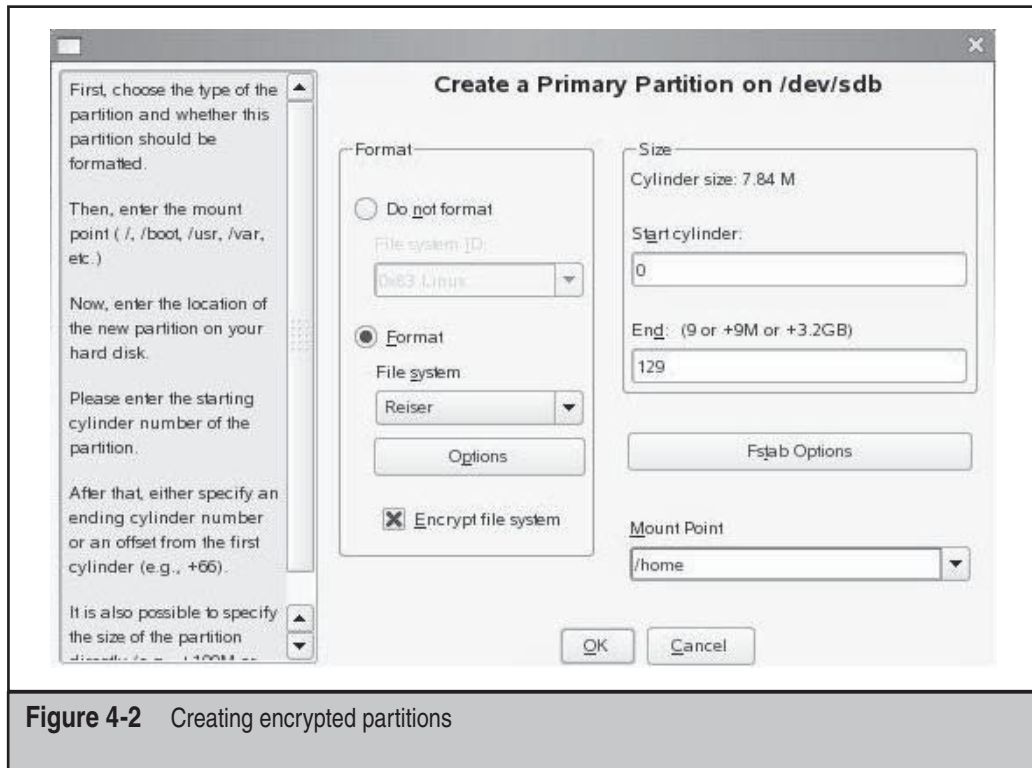 Create a Primary Partition on /dev/sdb
First, choose the type of the
partition and whether this
partition should be
formatted.
Then, enter the mount
point ( /, /boot, /usr, /var,
etc.)
Now, enter the location of
the new partition on your
hard disk.
Please enter the starting
cylinder number of the
partition.
After that, either specify an
ending cylinder number
or an offset from the first
cylinder (e.g., +66).
It is also possible to specify
the size of the partition
directly (e.g., +100M or
Format
Do not format
File system ID:
0x83 Linux
Format
File system
Reiser
Options
Encrypt file system
Size
Cylinder size: 7.84 M
Start cylinder:
0
End: (9 or +9M or +3.2GB)
129
Fstab Options
Mount Point
/home
OK
Cancel
Figure 4-2 Creating encrypted partitions